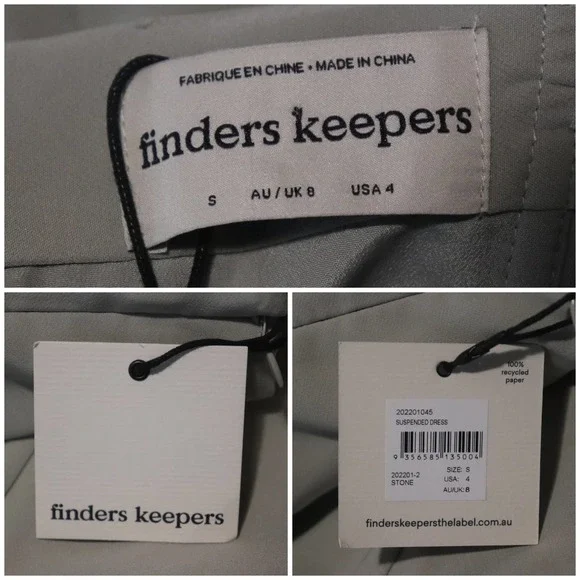 FABRIQUE EN CHINE • MADE IN CHINA
finders keepers
S AU / UK 8 USA 4
finders keepers
100%
recycled
paper
202201045
SUSPENDED DRESS
9 356585 135004
202201-2
STONE
SIZE: S
USA: 4
AU/UK: 8
finderskeepersthelabel.com.au